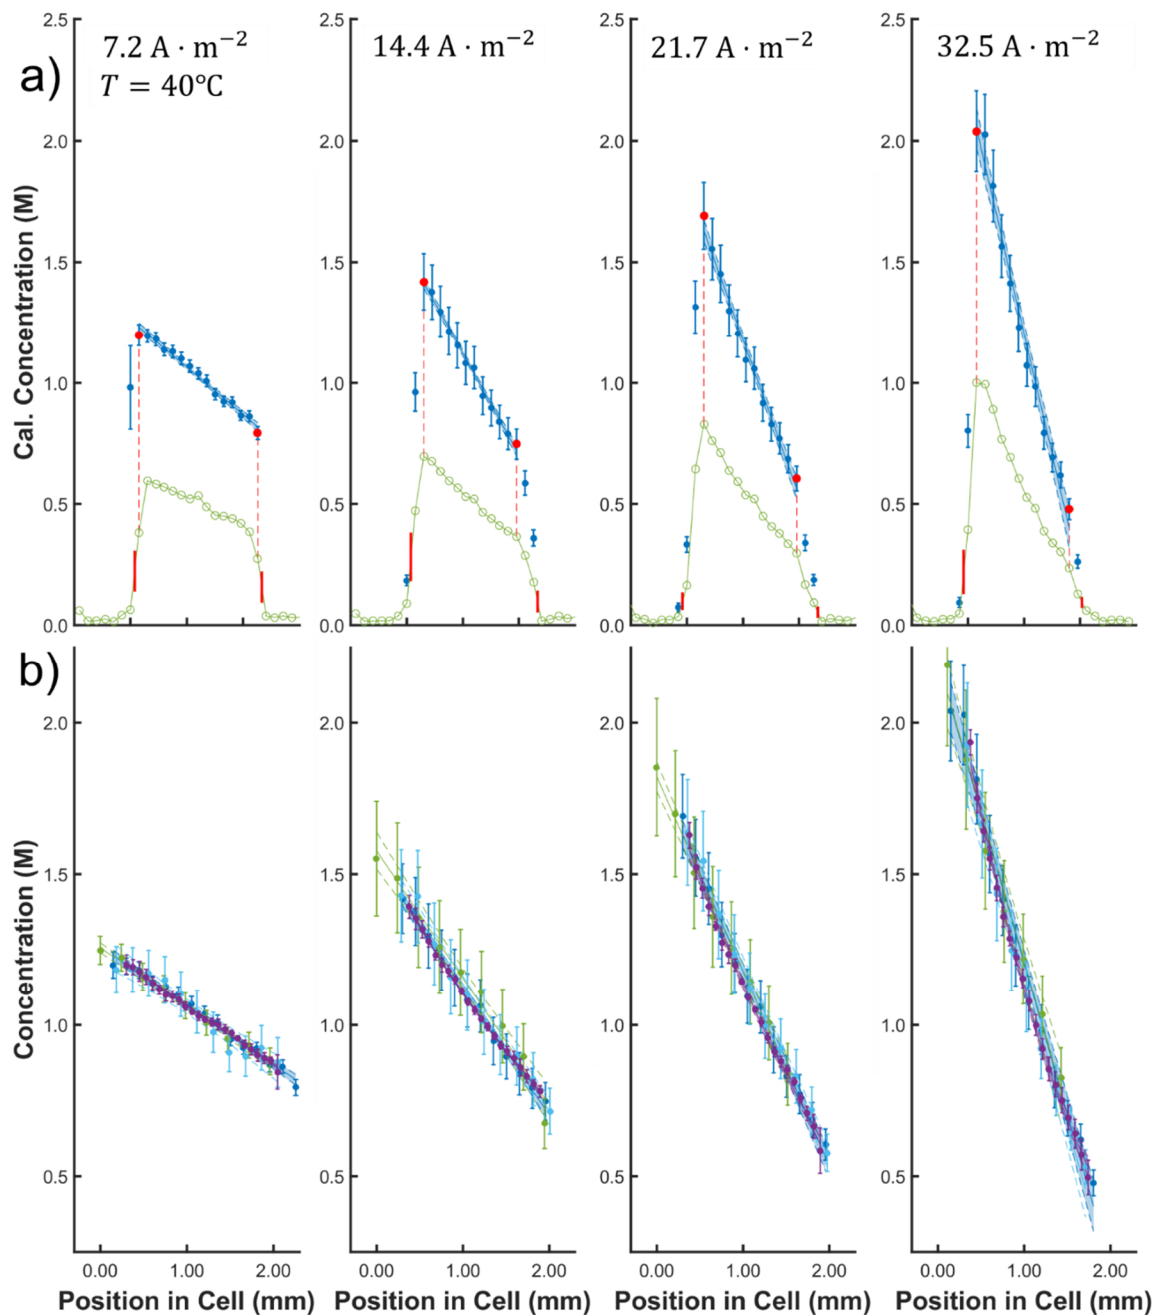 a)
7.2 A · m⁻²
T = 40°C
14.4 A · m⁻²
21.7 A · m⁻²
32.5 A · m⁻²
Cal. Concentration (M)
2.5 2.5 2.5 2.5
2.0 2.0 2.0 2.0
1.5 1.5 1.5 1.5
1.0 1.0 1.0 1.0
0.5 0.5 0.5 0.5
0.0 0.0 0.0 0.0
b)
Concentration (M)
2.0 2.0 2.0 2.0
1.5 1.5 1.5 1.5
1.0 1.0 1.0 1.0
0.5 0.5 0.5 0.5
0.00 1.00 2.00 0.00 1.00 2.00 0.00 1.00 2.00 0.00 1.00 2.00
Position in Cell (mm) Position in Cell (mm) Position in Cell (mm) Position in Cell (mm)